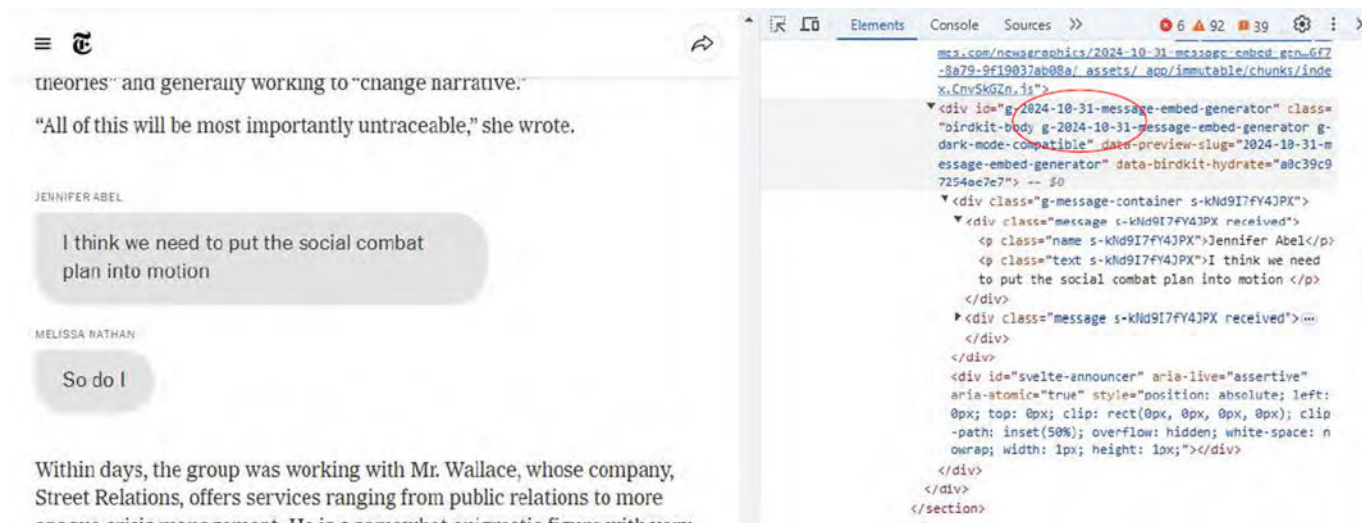 theories” and generally working to “change narrative.”
“All of this will be most importantly untraceable,” she wrote.
JENNIFER ABEL
I think we need to put the social combat
plan into motion
MELISSA NATHAN
So do I
Within days, the group was working with Mr. Wallace, whose company,
Street Relations, offers services ranging from public relations to more
Elements Console Sources 6 92 39
mes.com/newsgraphics/2024-10-31-message-embed-gen…6f7
-8a79-9f19037ab08a/_assets/_app/immutable/chunks/inde
x.CnvSkGZn.js">
<div id="g-2024-10-31-message-embed-generator" class=
"birdkit-body g-2024-10-31-message-embed-generator g-
dark-mode-compatible" data-preview-slug="2024-10-31-m
essage-embed-generator" data-birdkit-hydrate="a0c39c9
7254ae7e7"> == $0
<div class="g-message-container s-kNd9I7fY4JPX">
<div class="message s-kNd9I7fY4JPX received">
<p class="name s-kNd9I7fY4JPX">Jennifer Abel</p>
<p class="text s-kNd9I7fY4JPX">I think we need
to put the social combat plan into motion </p>
</div>
<div class="message s-kNd9I7fY4JPX received">…
</div>
</div>
<div id="svelte-announcer" aria-live="assertive"
aria-atomic="true" style="position: absolute; left:
0px; top: 0px; clip: rect(0px, 0px, 0px, 0px); clip
-path: inset(50%); overflow: hidden; white-space: n
owrap; width: 1px; height: 1px;"></div>
</div>
</div>
</section>